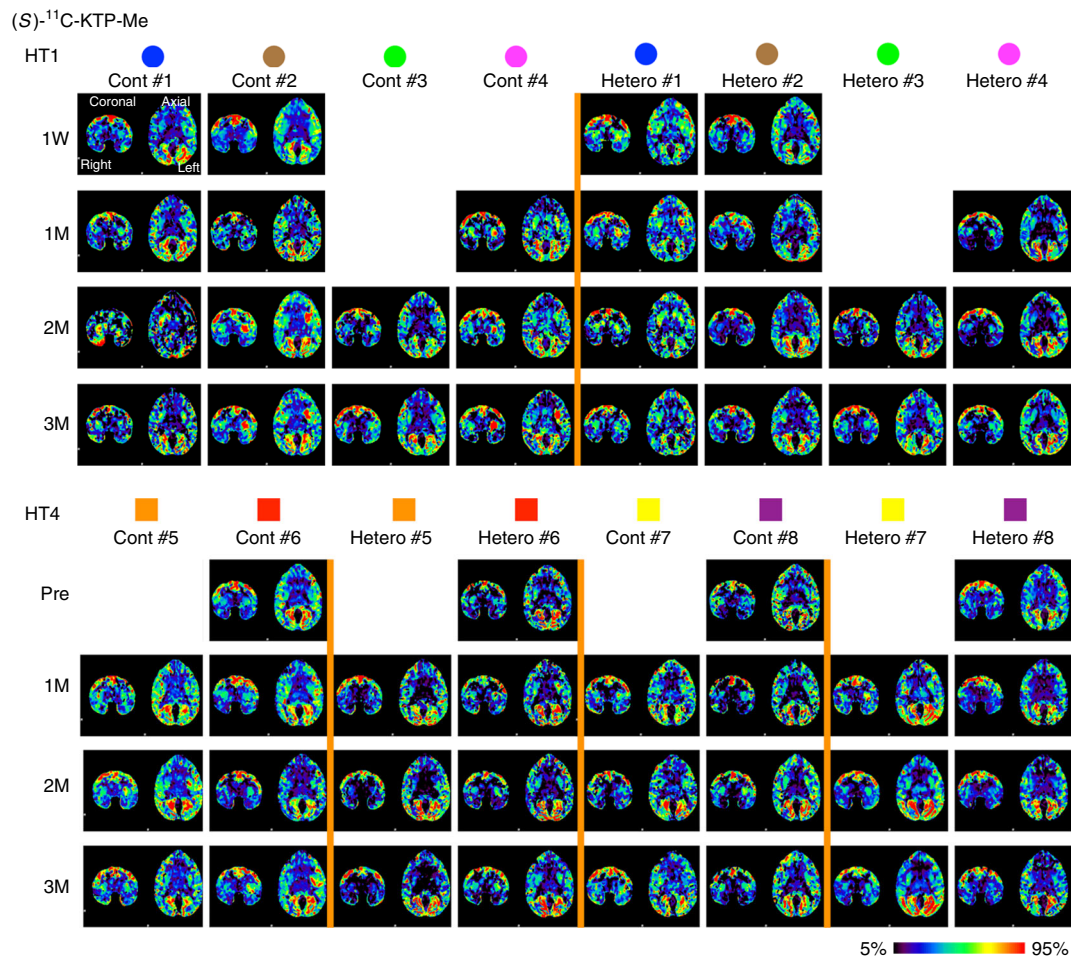 (S)-¹¹C-KTP-Me
HT1
Cont #1 Cont #2 Cont #3 Cont #4 Hetero #1 Hetero #2 Hetero #3 Hetero #4
Coronal Axial
1W
Right Left
1M
2M
3M
HT4
Cont #5 Cont #6 Hetero #5 Hetero #6 Cont #7 Cont #8 Hetero #7 Hetero #8
Pre
1M
2M
3M
5% 95%